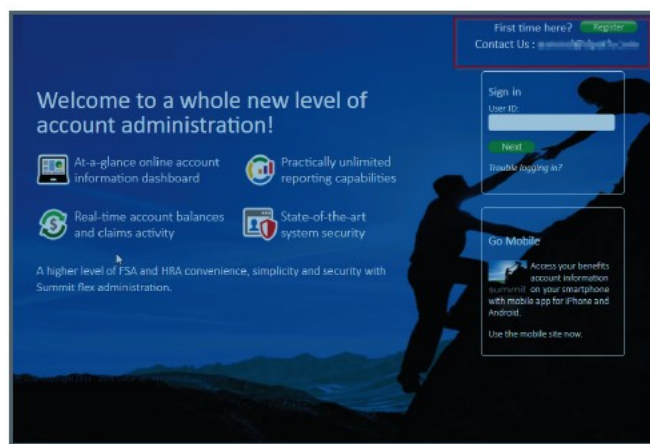 First time here? Register
Contact Us :
Welcome to a whole new level of
account administration!
At-a-glance online account
information dashboard
Practically unlimited
reporting capabilities
Real-time account balances
and claims activity
State-of-the-art
system security
A higher level of FSA and HRA convenience, simplicity and security with
Summit flex administration.
Sign in
User ID:
Next
Trouble logging in?
Go Mobile
Access your benefits
account information
summit on your smartphone
with mobile app for iPhone and
Android.
Use the mobile site now.